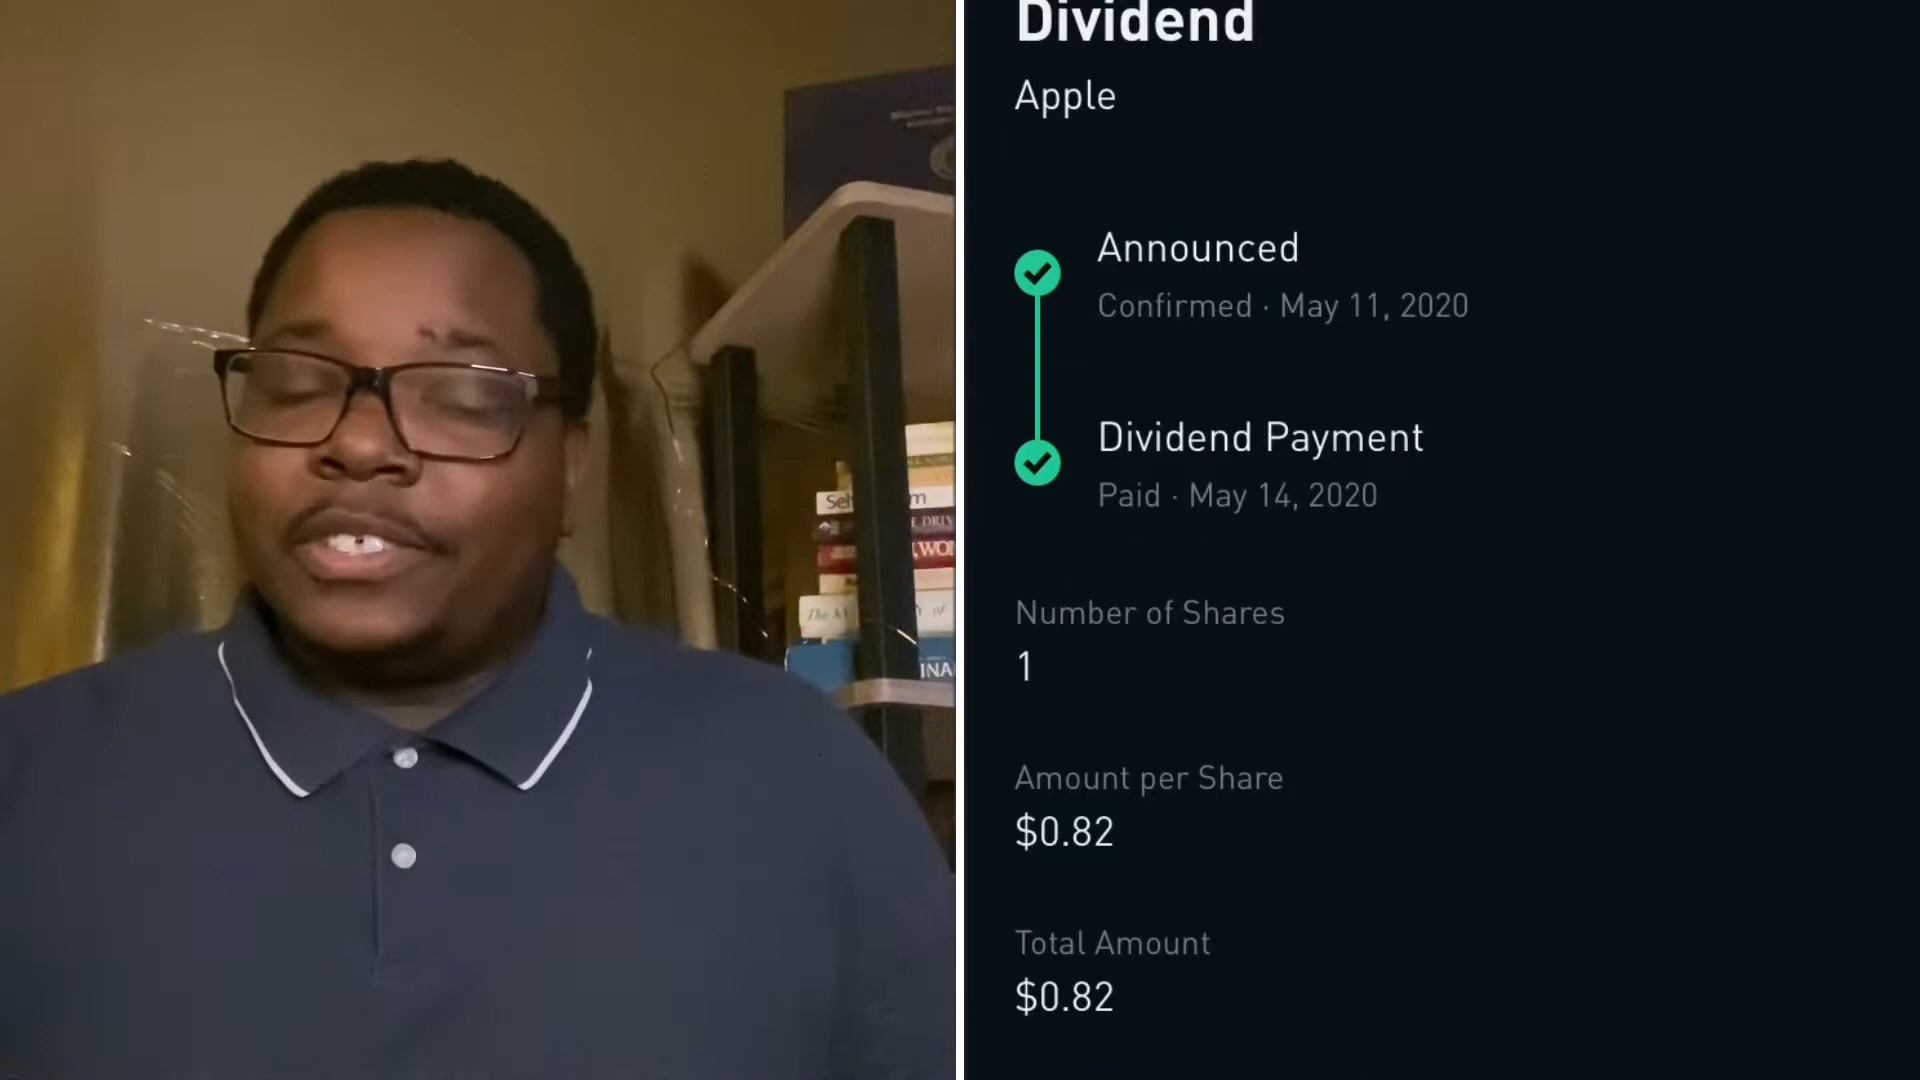 Dividend
Apple
Announced
Confirmed · May 11, 2020
Dividend Payment
Paid · May 14, 2020
Number of Shares
1
Amount per Share
$0.82
Total Amount
$0.82